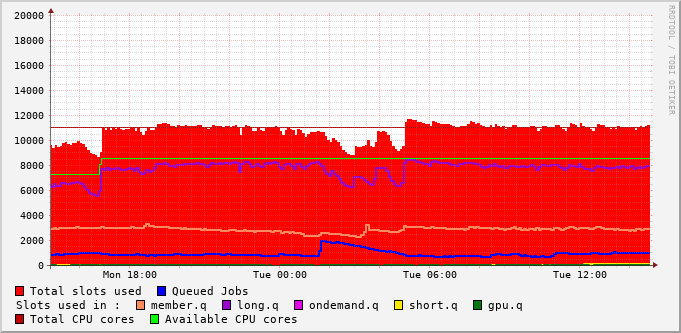 20000
18000
16000
14000
12000
10000
8000
6000
4000
2000
0
Mon 18:00 Tue 00:00 Tue 06:00 Tue 12:00
RRDTOOL / TOBI OETIKER
Total slots used Queued Jobs
Slots used in : member.q long.q ondemand.q short.q gpu.q
Total CPU cores Available CPU cores